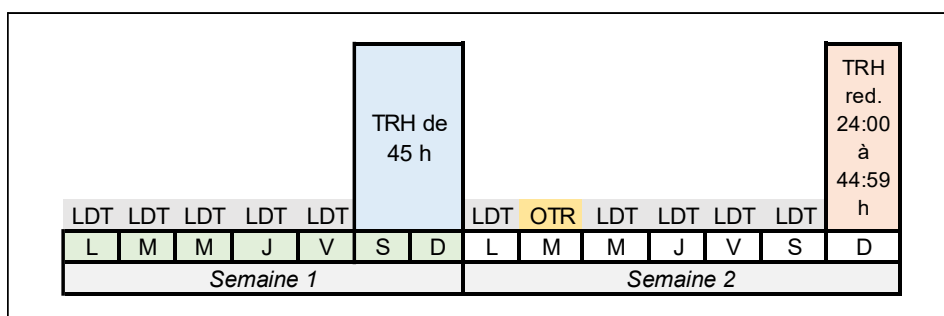 TRH de
45 h
TRH
red.
24:00
à
44:59
h
LDT LDT LDT LDT LDT LDT OTR LDT LDT LDT LDT
L M M J V S D L M M J V S D
Semaine 1 Semaine 2